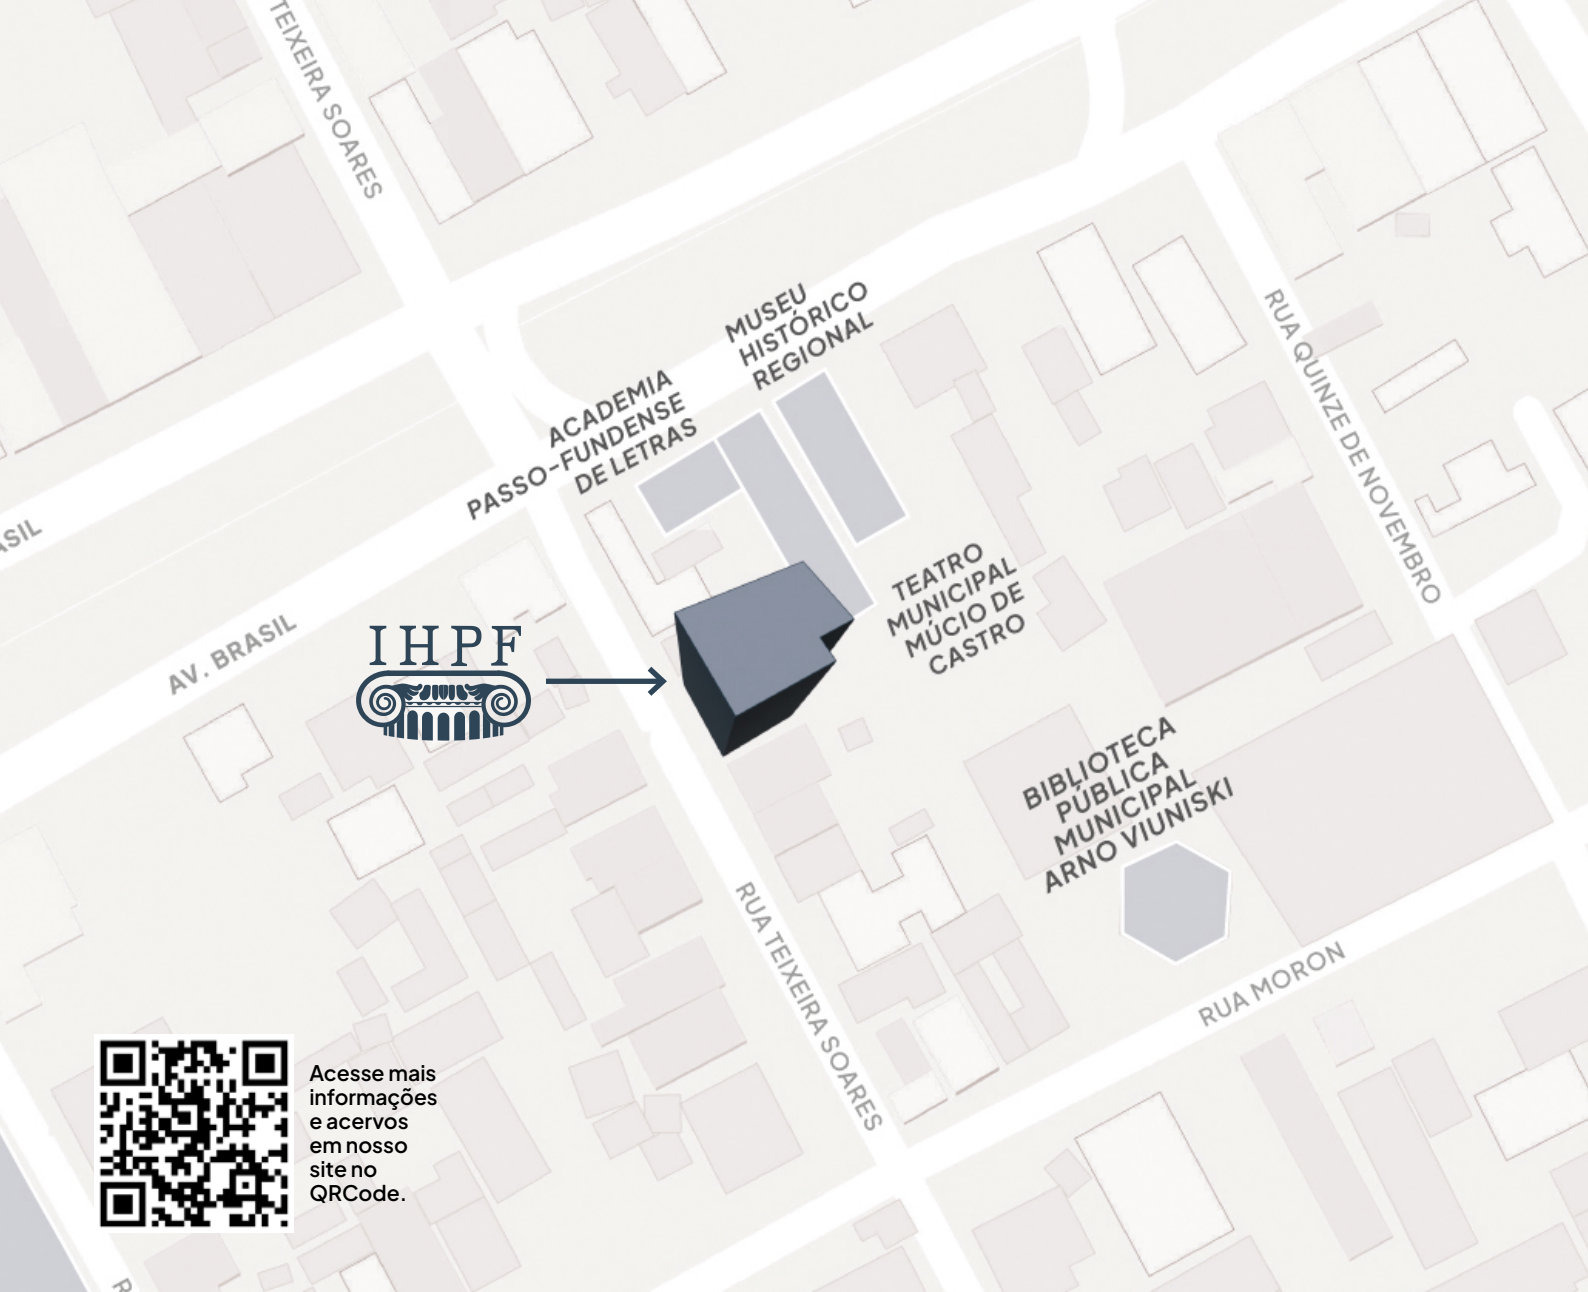 TEIXEIRA SOARES
MUSEU
HISTÓRICO
REGIONAL
ACADEMIA
PASSO-FUNDENSE
DE LETRAS
RUA QUINZE DE NOVEMBRO
TEATRO
MUNICIPAL
MÚCIO DE
CASTRO
AV. BRASIL
IHPF
BIBLIOTECA
PÚBLICA
MUNICIPAL
ARNO VIUNISKI
RUA TEIXEIRA SOARES
RUA MORON
Acesse mais
informações
e acervos
em nosso
site no
QRCode.